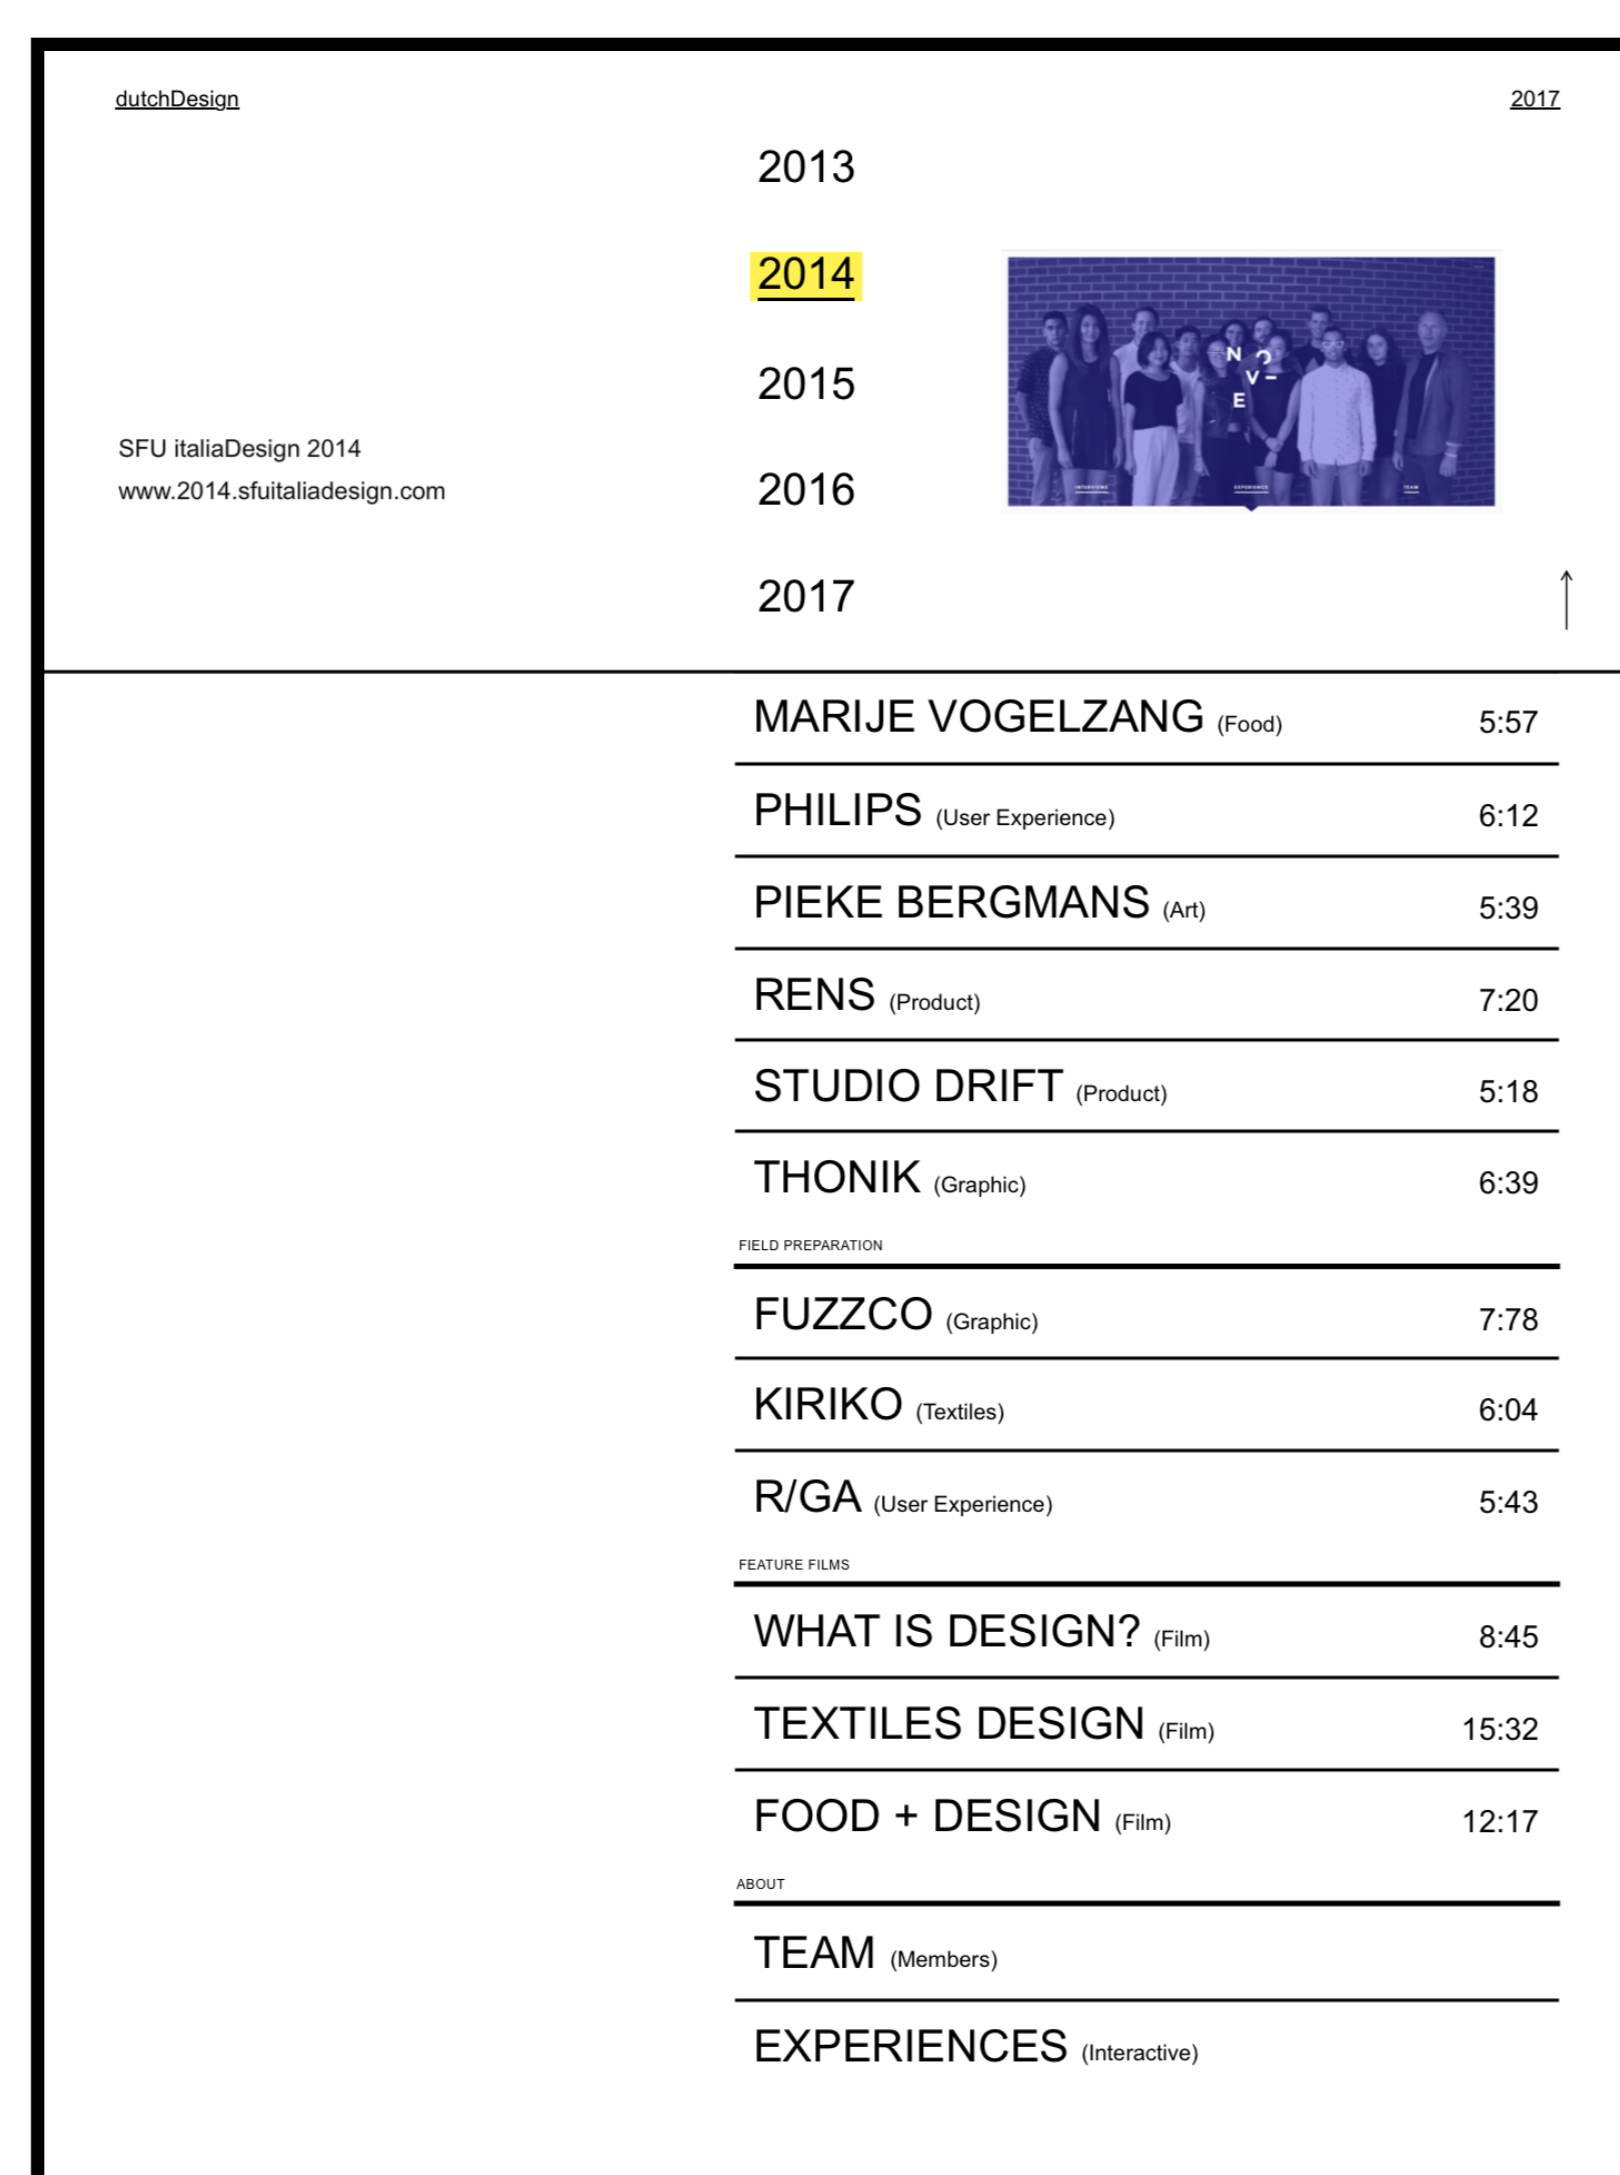 dutchDesign
2017
2013
2014
2015
SFU italiaDesign 2014
www.2014.sfuitaliadesign.com
2016
2017
N O
V –
E
INTERVIEWS EXPERIENCE TEAM
MARIJE VOGELZANG (Food) 5:57
PHILIPS (User Experience) 6:12
PIEKE BERGMANS (Art) 5:39
RENS (Product) 7:20
STUDIO DRIFT (Product) 5:18
THONIK (Graphic) 6:39
FIELD PREPARATION
FUZZCO (Graphic) 7:78
KIRIKO (Textiles) 6:04
R/GA (User Experience) 5:43
FEATURE FILMS
WHAT IS DESIGN? (Film) 8:45
TEXTILES DESIGN (Film) 15:32
FOOD + DESIGN (Film) 12:17
ABOUT
TEAM (Members)
EXPERIENCES (Interactive)